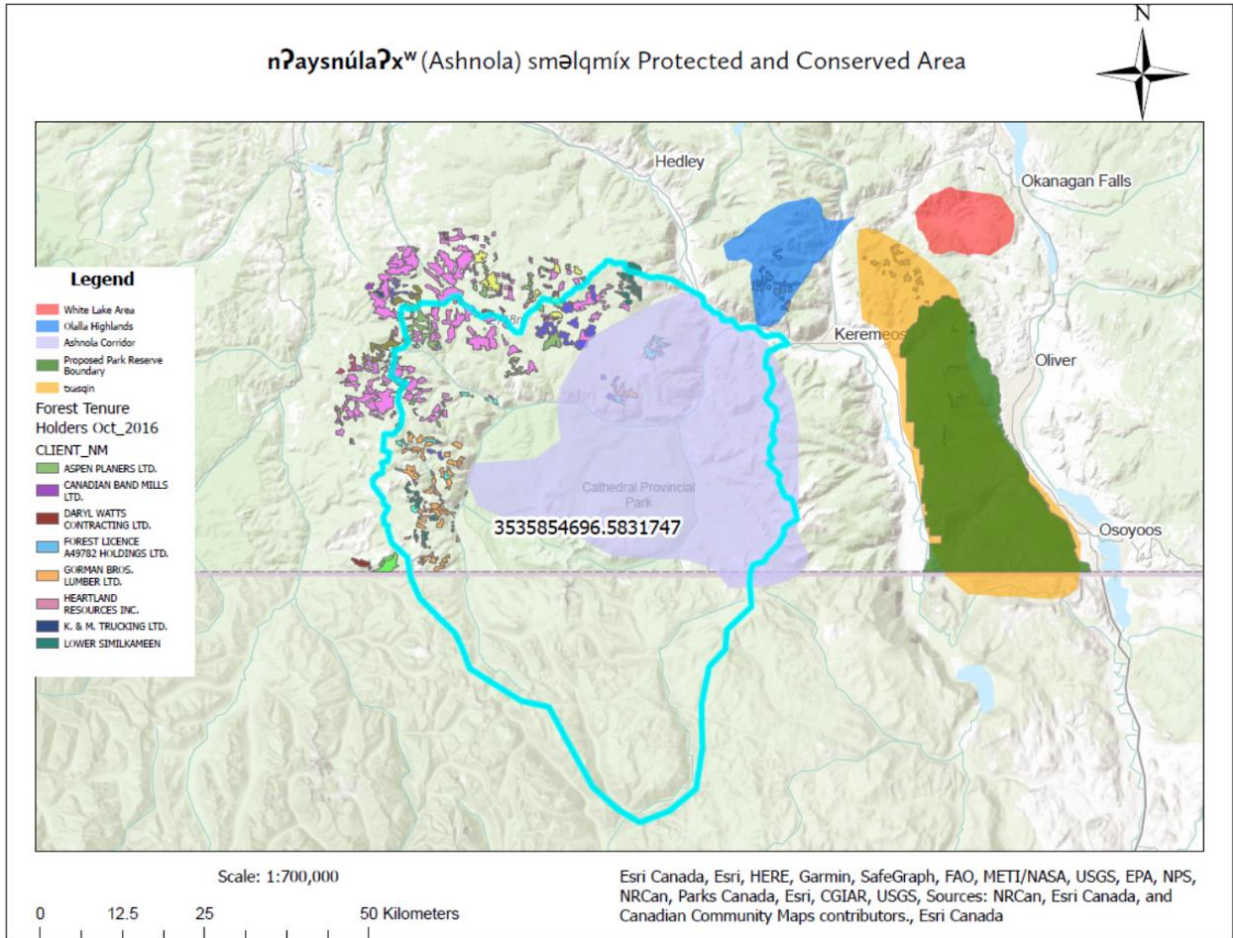 N
nʔaysnúlaʔxʷ (Ashnola) sməlqmíx Protected and Conserved Area
Hedley
Okanagan Falls
Keremeos
Oliver
Cathedral Provincial
Park
3535854696.5831747
Osoyoos
Legend
White Lake Area
Olalla Highlands
Ashnola Corridor
Proposed Park Reserve
Boundary
txasqin
Forest Tenure
Holders Oct_2016
CLIENT_NM
ASPEN PLANERS LTD.
CANADIAN BAND MILLS
LTD.
DARYL WATTS
CONTRACTING LTD.
FOREST LICENCE
A49782 HOLDINGS LTD.
GORMAN BROS.
LUMBER LTD.
HEARTLAND
RESOURCES INC.
K. & M. TRUCKING LTD.
LOWER SIMILKAMEEN
Scale: 1:700,000
0 12.5 25 50 Kilometers
Esri Canada, Esri, HERE, Garmin, SafeGraph, FAO, METI/NASA, USGS, EPA, NPS,
NRCan, Parks Canada, Esri, CGIAR, USGS, Sources: NRCan, Esri Canada, and
Canadian Community Maps contributors., Esri Canada